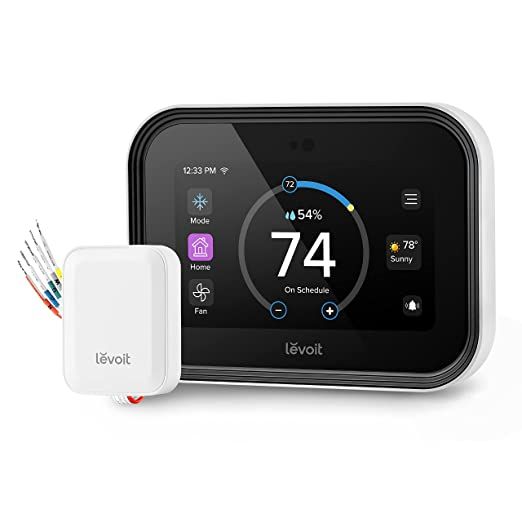 12:33 PM
72
Mode
54%
74
78°
Sunny
Home
On Schedule
Fan
−
+
levoit
levoit